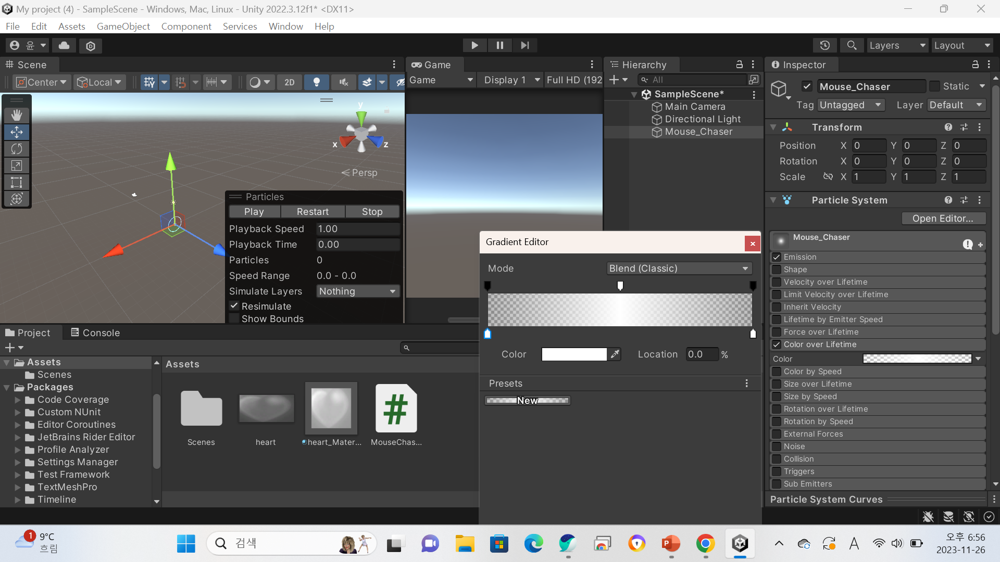 My project (4) - SampleScene - Windows, Mac, Linux - Unity 2022.3.12f1* <DX11>
File Edit Assets GameObject Component Services Window Help
윤
Layers
Layout
Scene
Center
Local
2D
y
x
z
Persp
Particles
Play Restart Stop
Playback Speed 1.00
Playback Time 0.00
Particles 0
Speed Range 0.0 - 0.0
Simulate Layers Nothing
Resimulate
Show Bounds
Game
Game Display 1 Full HD (192
Hierarchy
All
SampleScene*
Main Camera
Directional Light
Mouse_Chaser
Inspector
Mouse_Chaser Static
Tag Untagged Layer Default
Transform
Position X 0 Y 0 Z 0
Rotation X 0 Y 0 Z 0
Scale X 1 Y 1 Z 1
Particle System
Open Editor...
Mouse_Chaser
Emission
Shape
Velocity over Lifetime
Limit Velocity over Lifetime
Inherit Velocity
Lifetime by Emitter Speed
Force over Lifetime
Color over Lifetime
Color
Color by Speed
Size over Lifetime
Size by Speed
Rotation over Lifetime
Rotation by Speed
External Forces
Noise
Collision
Triggers
Sub Emitters
Particle System Curves
Gradient Editor
Mode Blend (Classic)
Color Location 0.0 %
Presets
New
Project Console
Assets
Scenes
Packages
Code Coverage
Custom NUnit
Editor Coroutines
JetBrains Rider Editor
Profile Analyzer
Settings Manager
Test Framework
TextMeshPro
Timeline
Assets
Scenes
heart
heart_Mater...
MouseChas...
1
9°C
흐림
검색
A
오후 6:56
2023-11-26